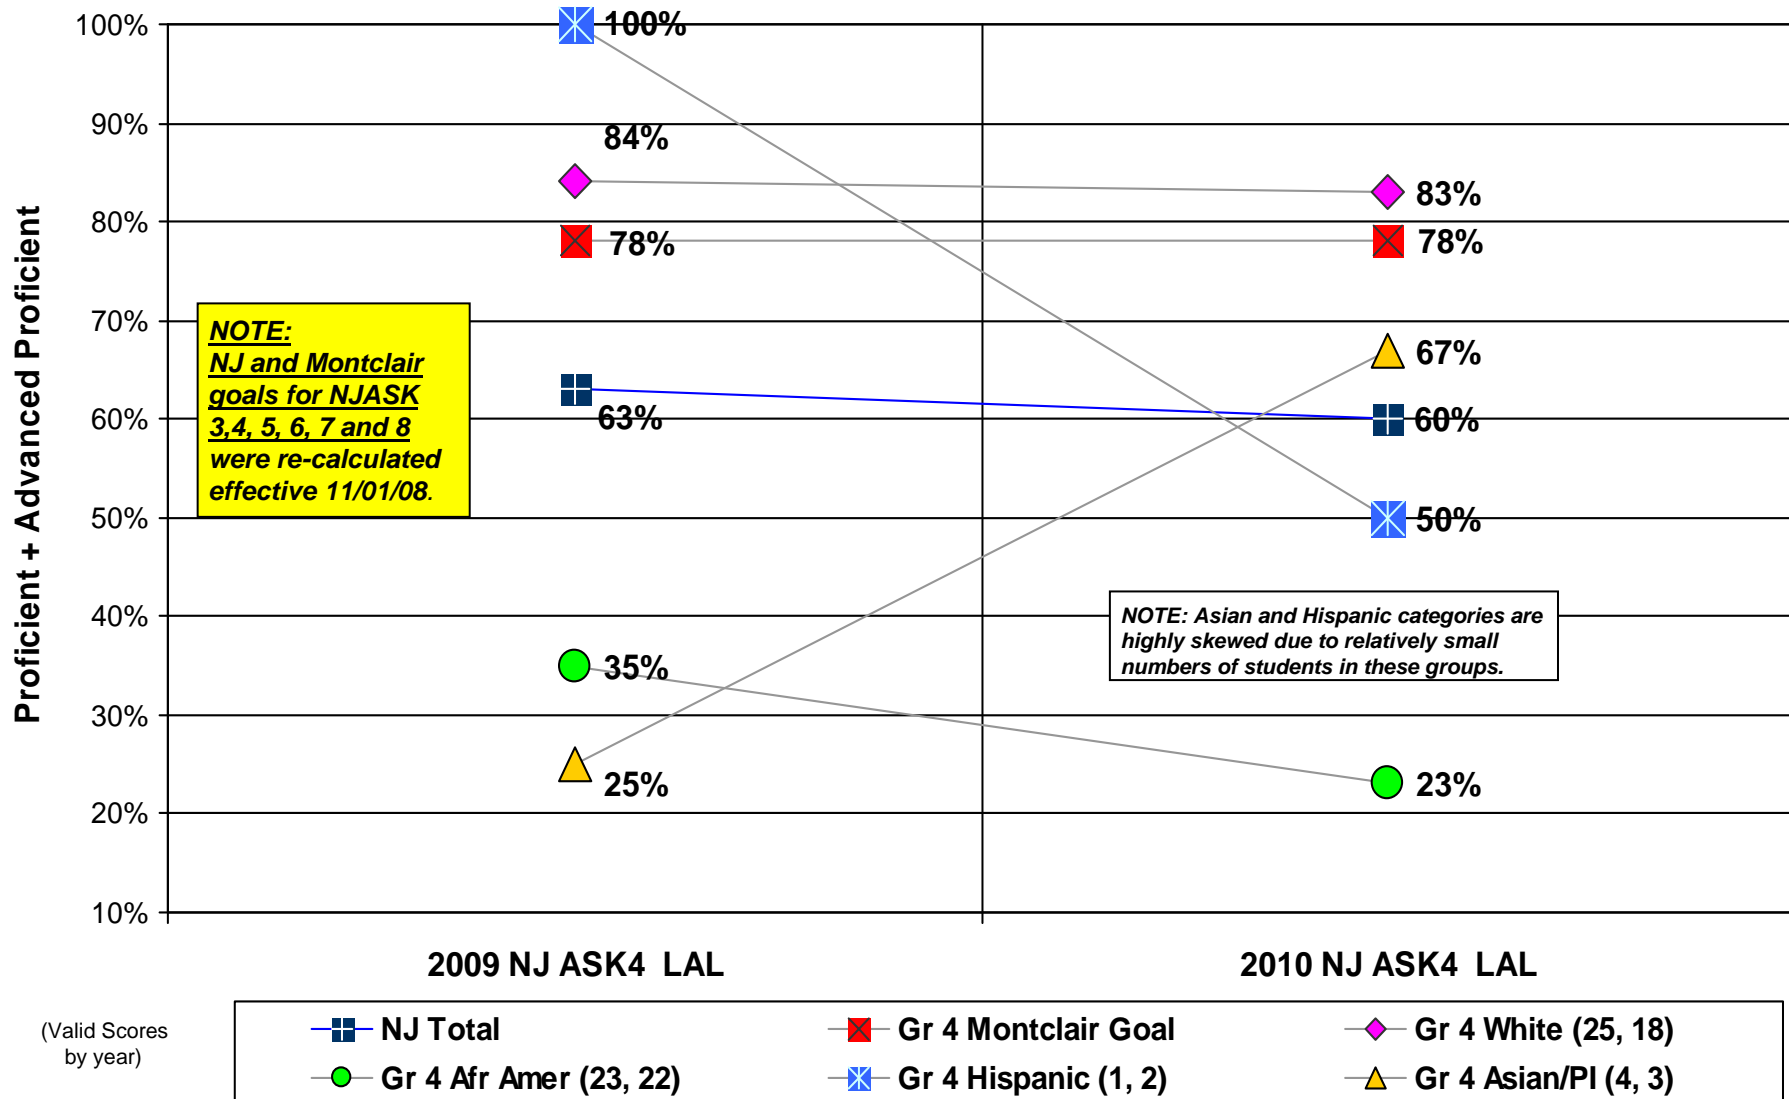 100%
90%
80%
70%
60%
50%
40%
30%
20%
10%
Proficient + Advanced Proficient
100%
84%
83%
78%
78%
67%
63%
60%
50%
35%
25%
23%
NOTE:
NJ and Montclair
goals for NJASK
3,4, 5, 6, 7 and 8
were re-calculated
effective 11/01/08.
NOTE: Asian and Hispanic categories are
highly skewed due to relatively small
numbers of students in these groups.
2009 NJ ASK4 LAL
2010 NJ ASK4 LAL
(Valid Scores
by year)
NJ Total
Gr 4 Montclair Goal
Gr 4 White (25, 18)
Gr 4 Afr Amer (23, 22)
Gr 4 Hispanic (1, 2)
Gr 4 Asian/PI (4, 3)